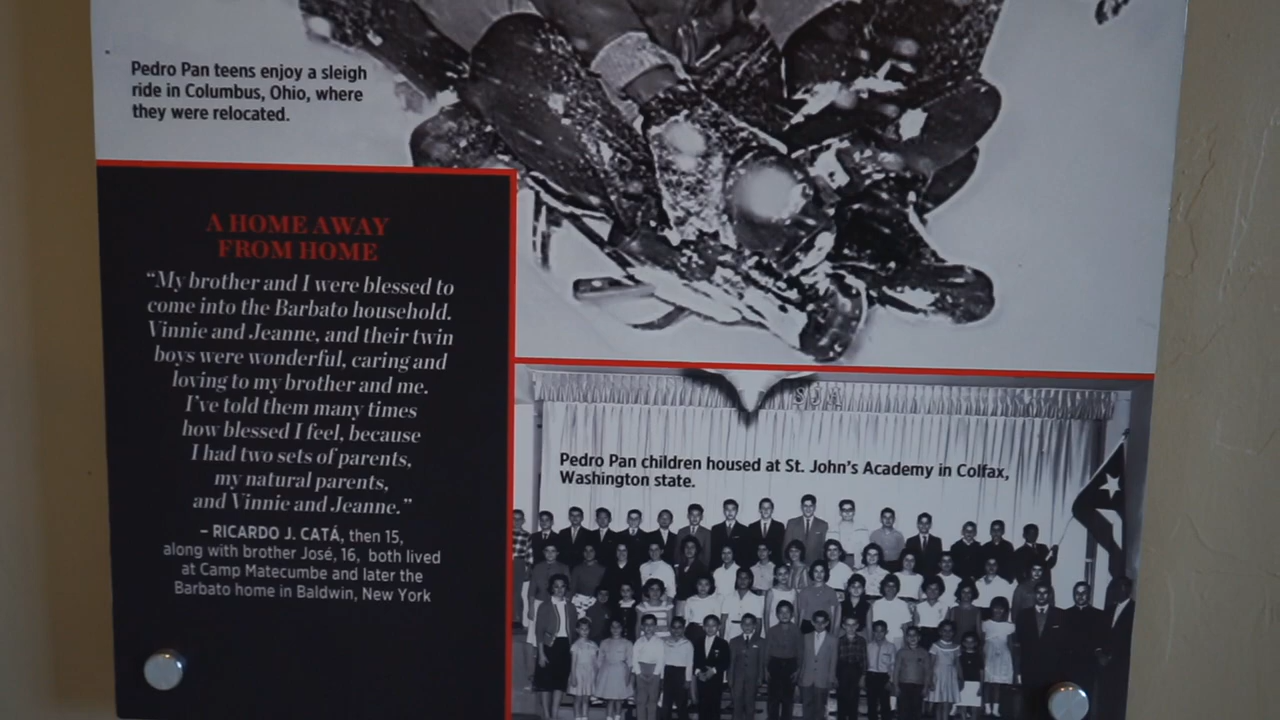 Pedro Pan teens enjoy a sleigh
ride in Columbus, Ohio, where
they were relocated.
A HOME AWAY
FROM HOME
“My brother and I were blessed to
come into the Barbato household.
Vinnie and Jeanne, and their twin
boys were wonderful, caring and
loving to my brother and me.
I’ve told them many times
how blessed I feel, because
I had two sets of parents,
my natural parents,
and Vinnie and Jeanne.”
– RICARDO J. CATÁ, then 15,
along with brother José, 16, both lived
at Camp Matecumbe and later the
Barbato home in Baldwin, New York
SJA
Pedro Pan children housed at St. John’s Academy in Colfax,
Washington state.